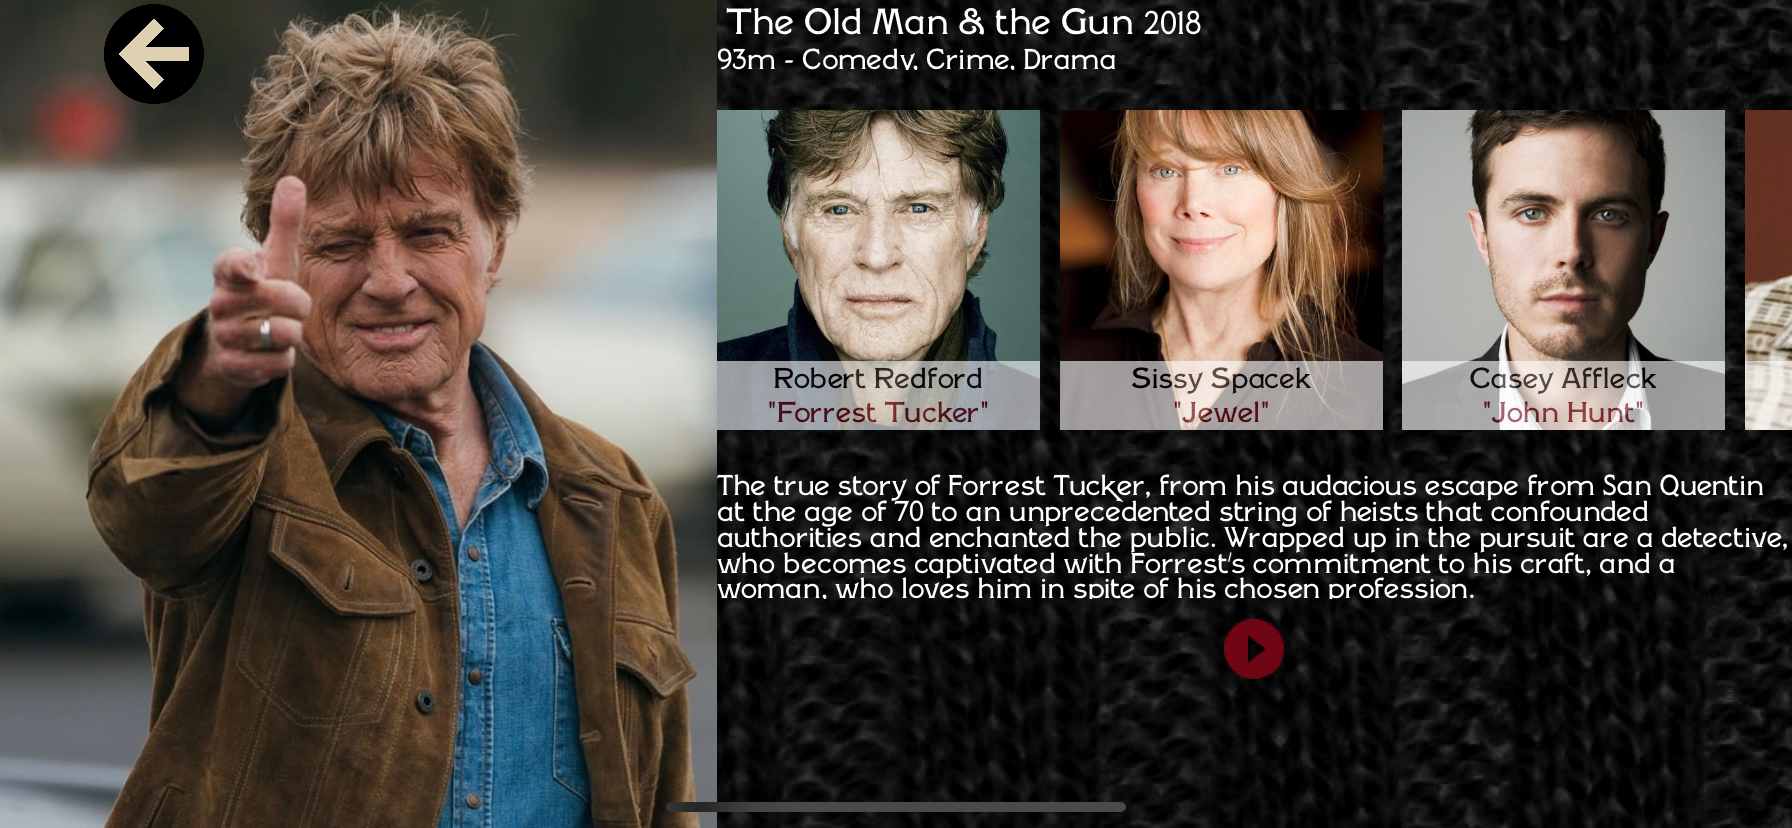 The Old Man & the Gun 2018
93m - Comedy, Crime, Drama
Robert Redford
"Forrest Tucker"
Sissy Spacek
"Jewel"
Casey Affleck
"John Hunt"
The true story of Forrest Tucker, from his audacious escape from San Quentin
at the age of 70 to an unprecedented string of heists that confounded
authorities and enchanted the public. Wrapped up in the pursuit are a detective,
who becomes captivated with Forrest's commitment to his craft, and a
woman, who loves him in spite of his chosen profession.